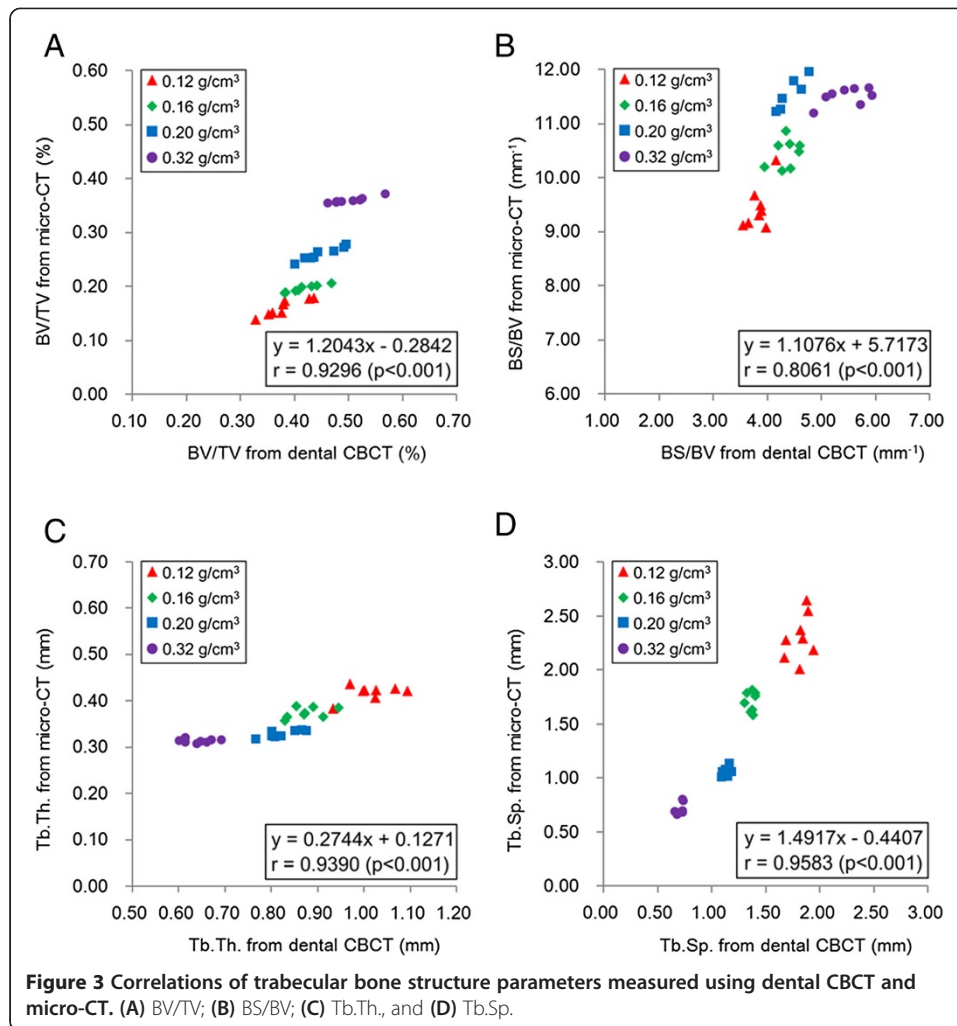 A
B
BV/TV from micro-CT (%)
0.60
0.50
0.40
0.30
0.20
0.10
0.00
▲ 0.12 g/cm³
◆ 0.16 g/cm³
■ 0.20 g/cm³
● 0.32 g/cm³
y = 1.2043x - 0.2842
r = 0.9296 (p<0.001)
0.10 0.20 0.30 0.40 0.50 0.60 0.70
BV/TV from dental CBCT (%)
BS/BV from micro-CT (mm⁻¹)
12.00
11.00
10.00
9.00
8.00
7.00
6.00
▲ 0.12 g/cm³
◆ 0.16 g/cm³
■ 0.20 g/cm³
● 0.32 g/cm³
y = 1.1076x + 5.7173
r = 0.8061 (p<0.001)
1.00 2.00 3.00 4.00 5.00 6.00 7.00
BS/BV from dental CBCT (mm⁻¹)
C
D
Tb.Th. from micro-CT (mm)
0.70
0.60
0.50
0.40
0.30
0.20
0.10
0.00
▲ 0.12 g/cm³
◆ 0.16 g/cm³
■ 0.20 g/cm³
● 0.32 g/cm³
y = 0.2744x + 0.1271
r = 0.9390 (p<0.001)
0.50 0.60 0.70 0.80 0.90 1.00 1.10 1.20
Tb.Th. from dental CBCT (mm)
Tb.Sp. from micro-CT (mm)
3.00
2.50
2.00
1.50
1.00
0.50
0.00
▲ 0.12 g/cm³
◆ 0.16 g/cm³
■ 0.20 g/cm³
● 0.32 g/cm³
y = 1.4917x - 0.4407
r = 0.9583 (p<0.001)
0.00 0.50 1.00 1.50 2.00 2.50 3.00
Tb.Sp. from dental CBCT (mm)
Figure 3 Correlations of trabecular bone structure parameters measured using dental CBCT and
micro-CT. (A) BV/TV; (B) BS/BV; (C) Tb.Th., and (D) Tb.Sp.